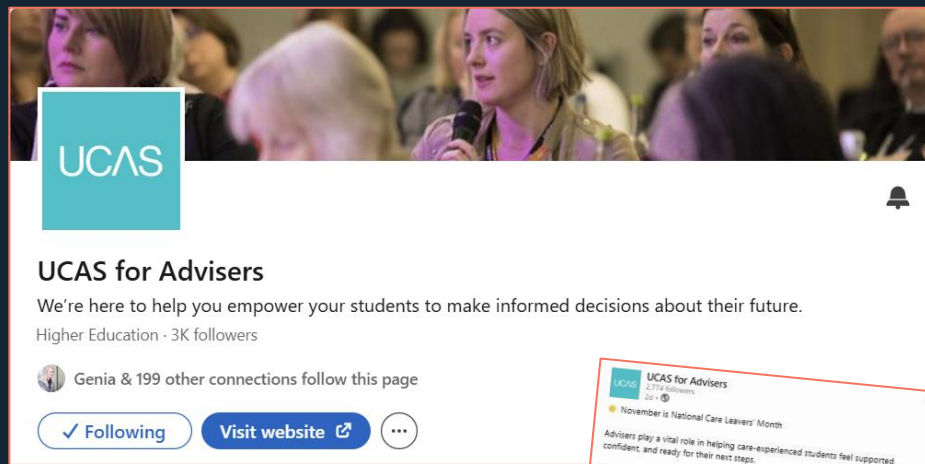 UCAS
UCAS for Advisers
We're here to help you empower your students to make informed decisions about their future.
Higher Education · 3K followers
Genia & 199 other connections follow this page
✓ Following
Visit website
UCAS
UCAS for Advisers
2,774 followers
2d •
November is National Care Leavers' Month
Advisers play a vital role in helping care-experienced students feel supported,
confident, and ready for their next steps.